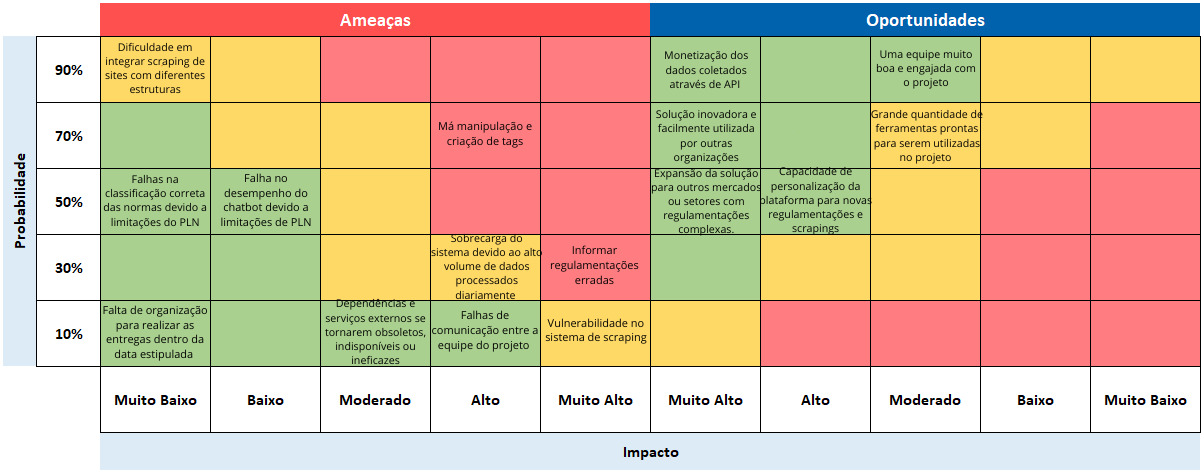 Ameaças
Oportunidades
Probabilidade
90%
Dificuldade em
integrar scraping de
sites com diferentes
estruturas
Monetização dos
dados coletados
através de API
Uma equipe muito
boa e engajada com
o projeto
70%
Má manipulação e
criação de tags
Solução inovadora e
facilmente utilizada
por outras
organizações
Grande quantidade de
ferramentas prontas
para serem utilizadas
no projeto
50%
Falhas na
classificação correta
das normas devido a
limitações do PLN
Falha no
desempenho do
chatbot devido a
limitações de PLN
Expansão da solução
para outros mercados
ou setores com
regulamentações
complexas.
Capacidade de
personalização da
plataforma para novas
regulamentações e
scrapings
30%
Sobrecarga do
sistema devido ao alto
volume de dados
processados
diariamente
Informar
regulamentações
erradas
10%
Falta de organização
para realizar as
entregas dentro da
data estipulada
Dependências e
serviços externos se
tornarem obsoletos,
indisponíveis ou
ineficazes
Falhas de
comunicação entre a
equipe do projeto
Vulnerabilidade no
sistema de scraping
Muito Baixo
Baixo
Moderado
Alto
Muito Alto
Muito Alto
Alto
Moderado
Baixo
Muito Baixo
Impacto